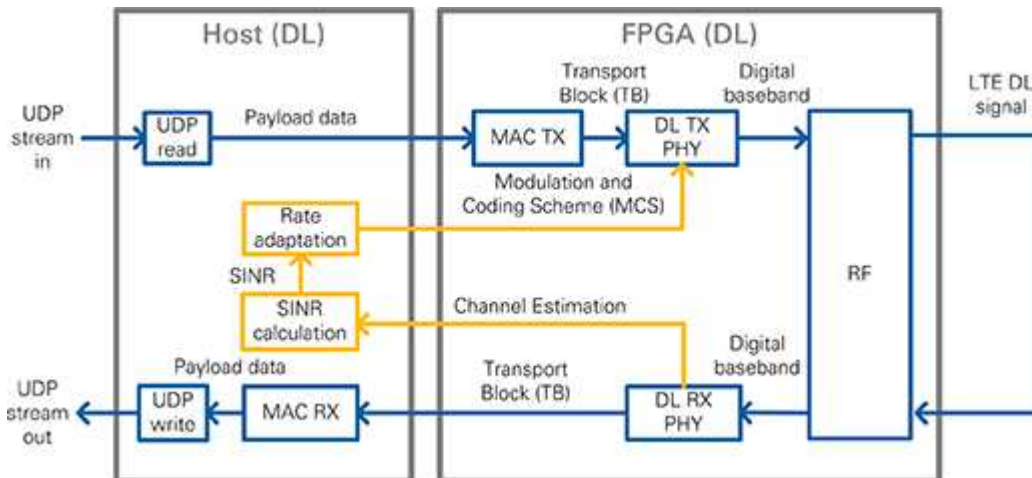 Host (DL)
FPGA (DL)
UDP
stream
in
UDP
read
Payload data
MAC TX
Transport
Block (TB)
DL TX
PHY
Digital
baseband
LTE DL
signal
Modulation and
Coding Scheme (MCS)
Rate
adaptation
SINR
SINR
calculation
Channel Estimation
RF
UDP
stream
out
UDP
write
Payload data
MAC RX
Transport
Block (TB)
DL RX
PHY
Digital
baseband